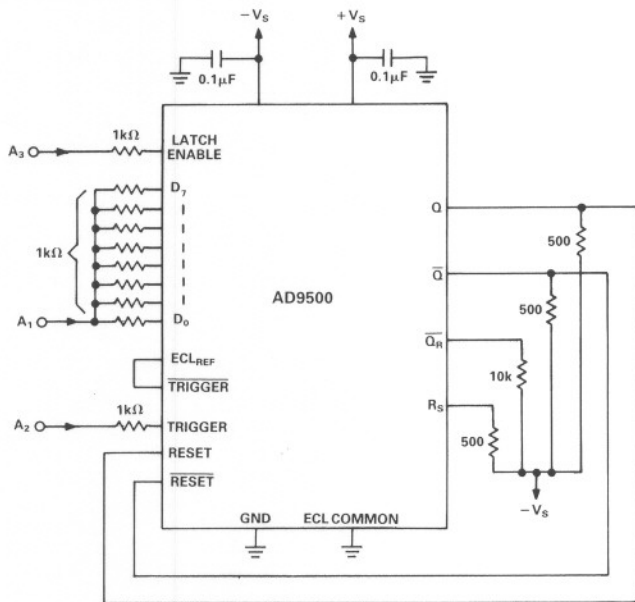 −VS
+VS
0.1μF
0.1μF
1kΩ
A3
LATCH
ENABLE
D7
Q
1kΩ
500
Q̅
AD9500
A1
D0
500
Q̅R̅
ECLREF
10k
TRIGGER
RS
1kΩ
A2
TRIGGER
500
RESET
RESET
−VS
GND
ECL COMMON